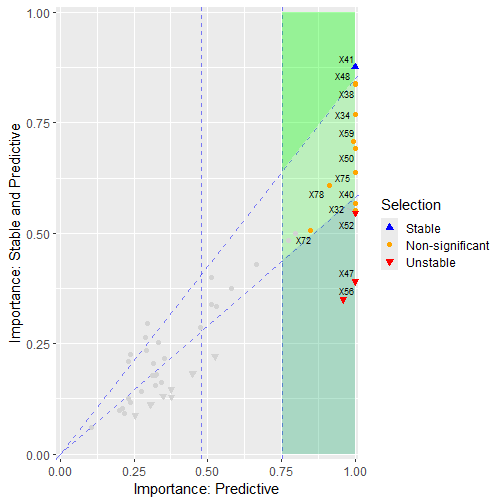 1.00
0.75
0.50
0.25
0.00
Importance: Stable and Predictive
X41
X48
X38
X34
X59
X50
X75
X78
X40
X32
X52
X72
X47
X56
0.00 0.25 0.50 0.75 1.00
Importance: Predictive
Selection
Stable
Non-significant
Unstable